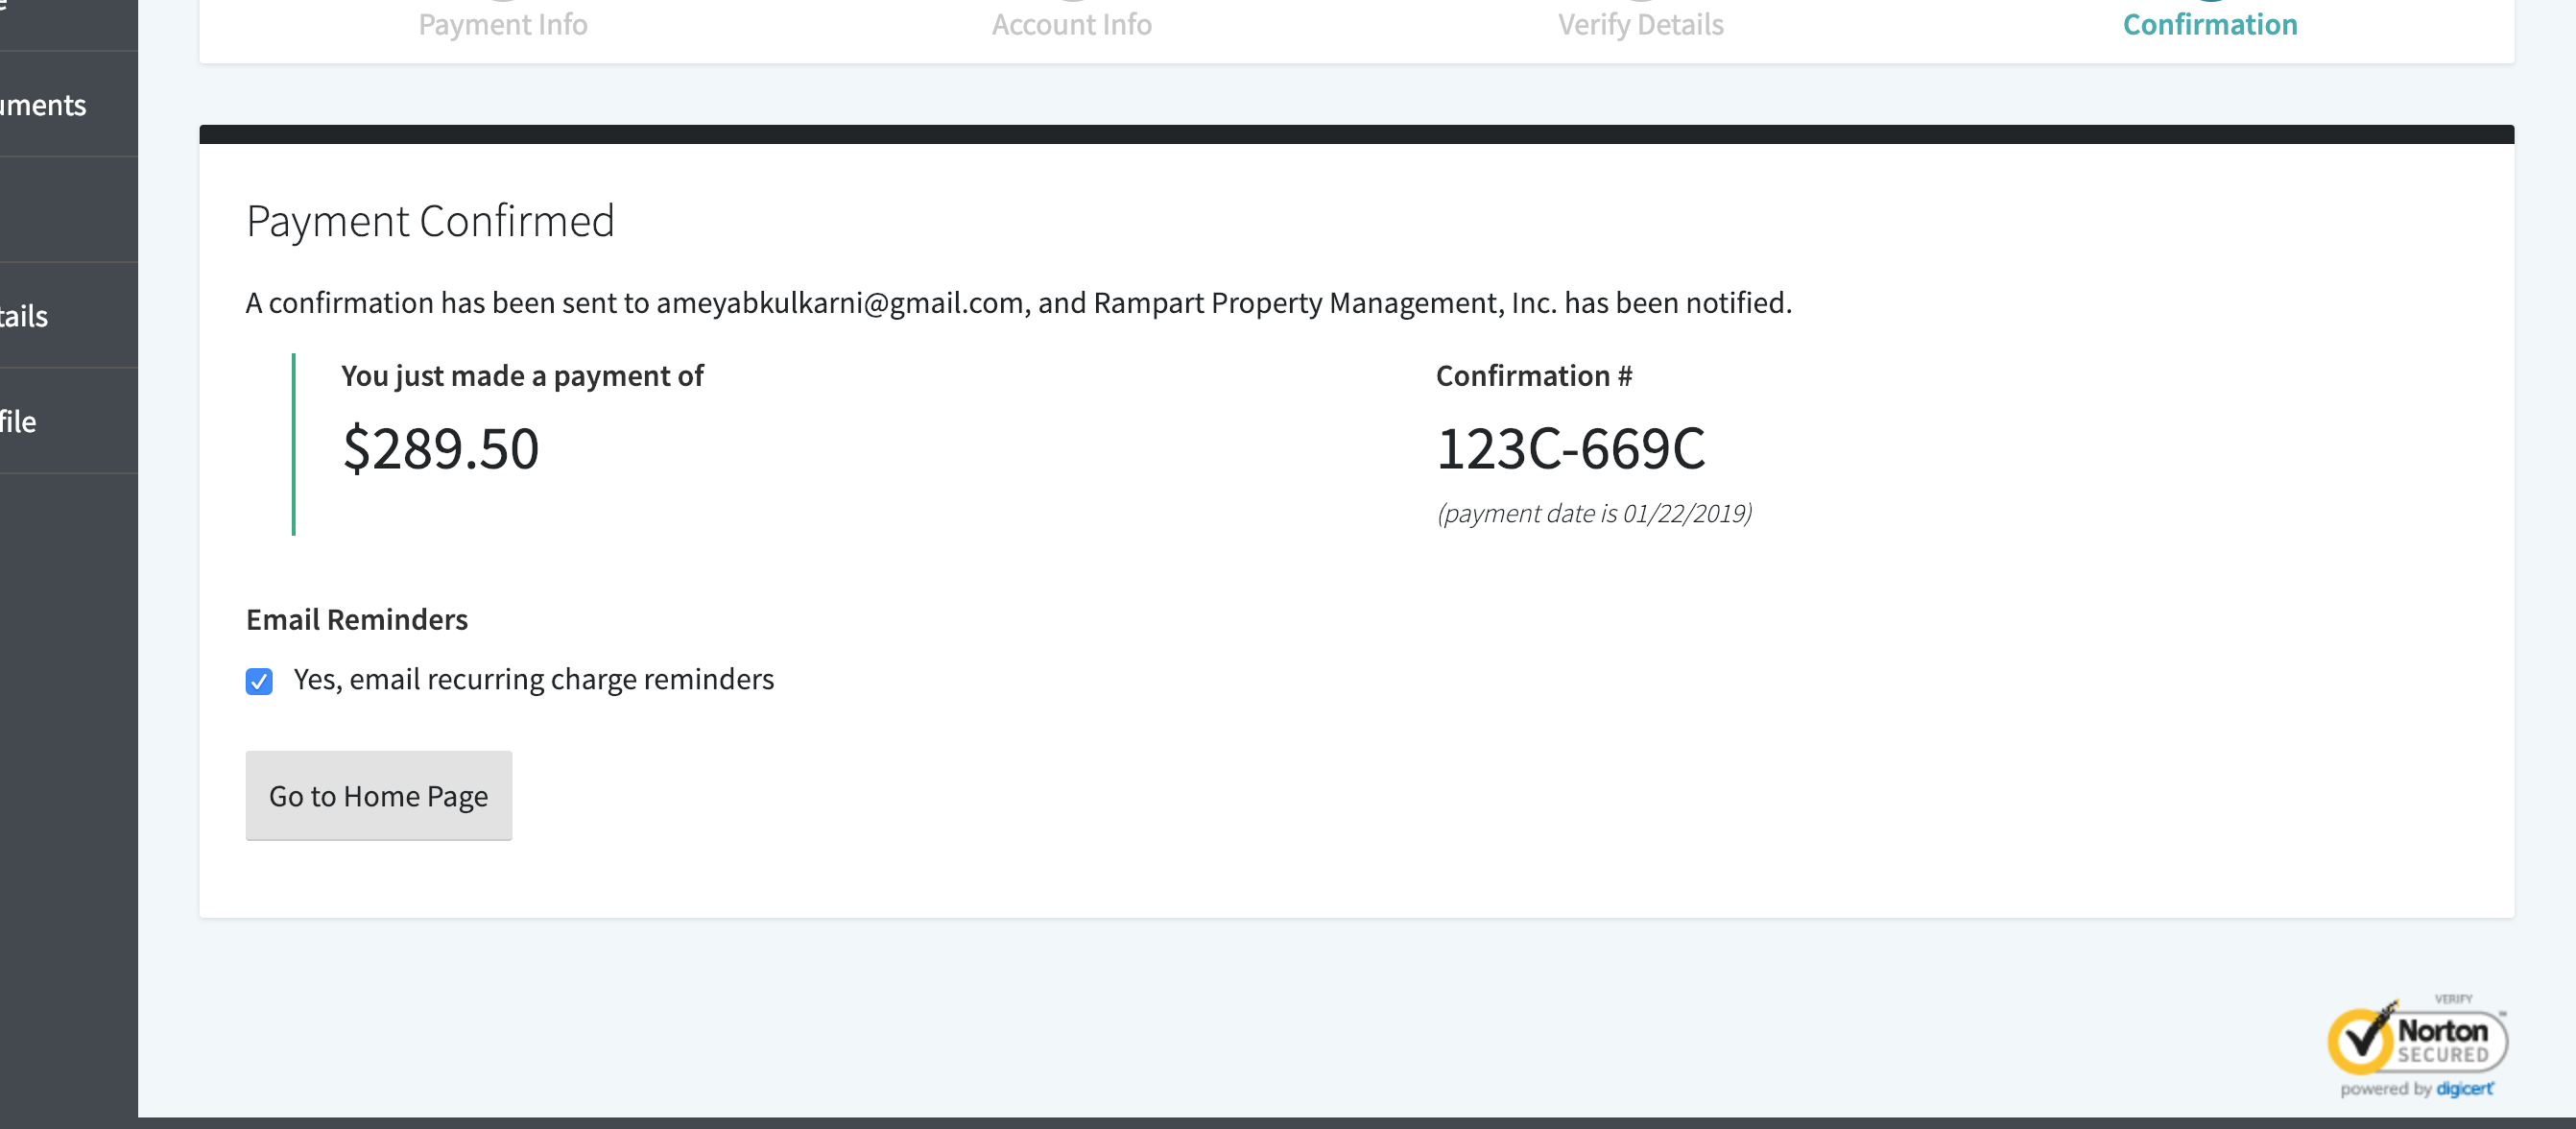 Payment Info
Account Info
Verify Details
Confirmation
uments
tails
file
Payment Confirmed
A confirmation has been sent to ameyabkulkarni@gmail.com, and Rampart Property Management, Inc. has been notified.
You just made a payment of
$289.50
Confirmation #
123C-669C
(payment date is 01/22/2019)
Email Reminders
Yes, email recurring charge reminders
Go to Home Page
VERIFY
Norton
SECURED
powered by digicert